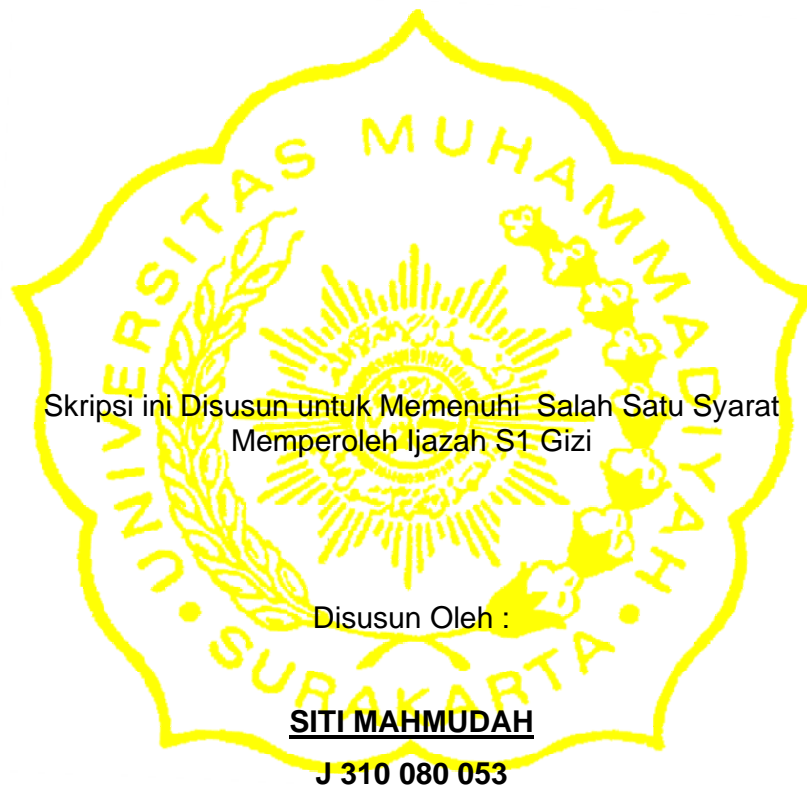 UNIVERSITAS MUHAMMADIYAH
SURAKARTA
Skripsi ini Disusun untuk Memenuhi Salah Satu Syarat
Memperoleh Ijazah S1 Gizi
Disusun Oleh :
SITI MAHMUDAH
J 310 080 053